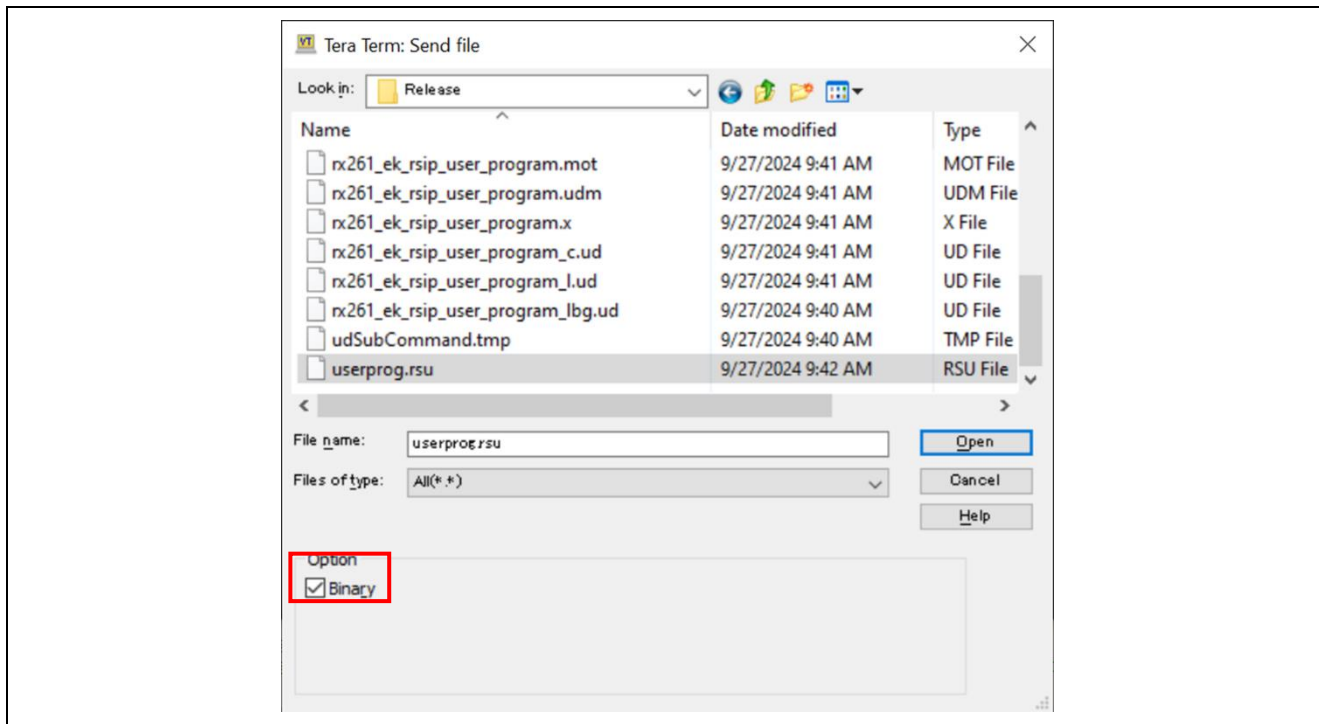 VT
Tera Term: Send file
Look in: Release
Name Date modified Type
rx261_ek_rsip_user_program.mot 9/27/2024 9:41 AM MOT File
rx261_ek_rsip_user_program.udm 9/27/2024 9:41 AM UDM File
rx261_ek_rsip_user_program.x 9/27/2024 9:41 AM X File
rx261_ek_rsip_user_program_c.ud 9/27/2024 9:41 AM UD File
rx261_ek_rsip_user_program_l.ud 9/27/2024 9:41 AM UD File
rx261_ek_rsip_user_program_lbg.ud 9/27/2024 9:40 AM UD File
udSubCommand.tmp 9/27/2024 9:40 AM TMP File
userprog.rsu 9/27/2024 9:42 AM RSU File
File name: userprog.rsu Open
Files of type: All(*.*) Cancel
Help
Option
Binary